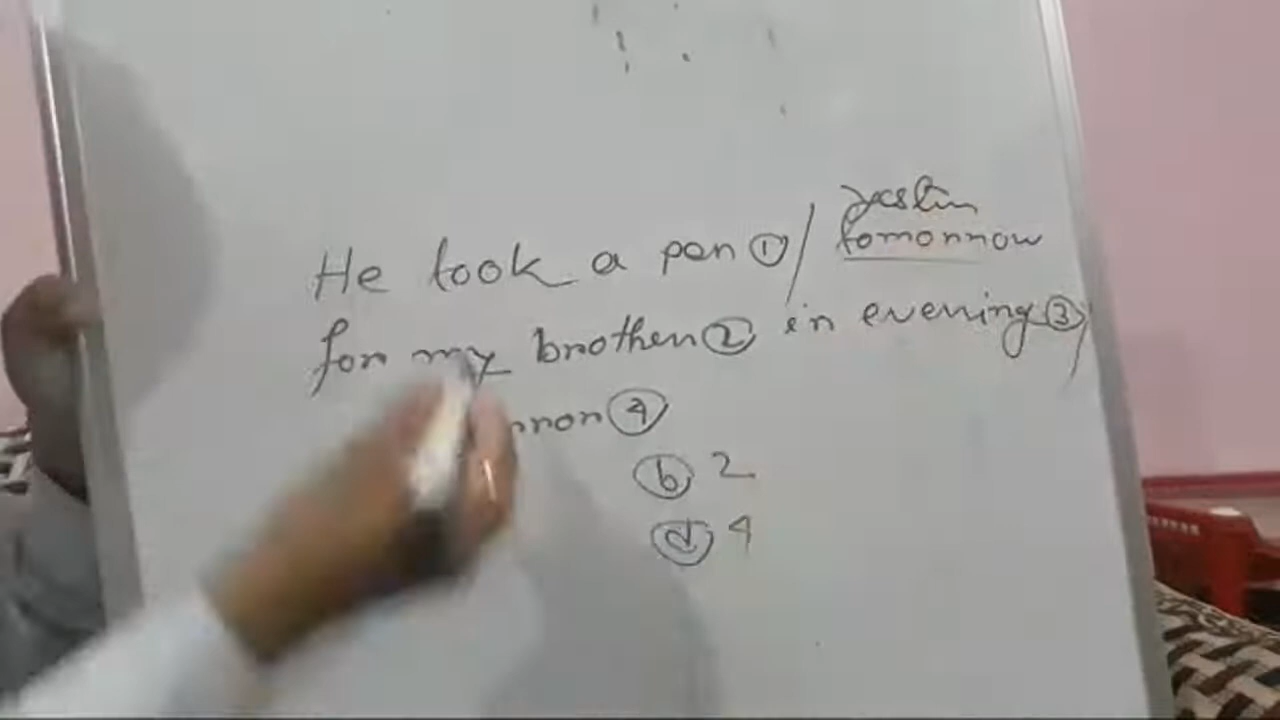 He took a pen ① / tomorrow
for my brother ② in evening ③ /
④
ⓑ 2
ⓓ 4